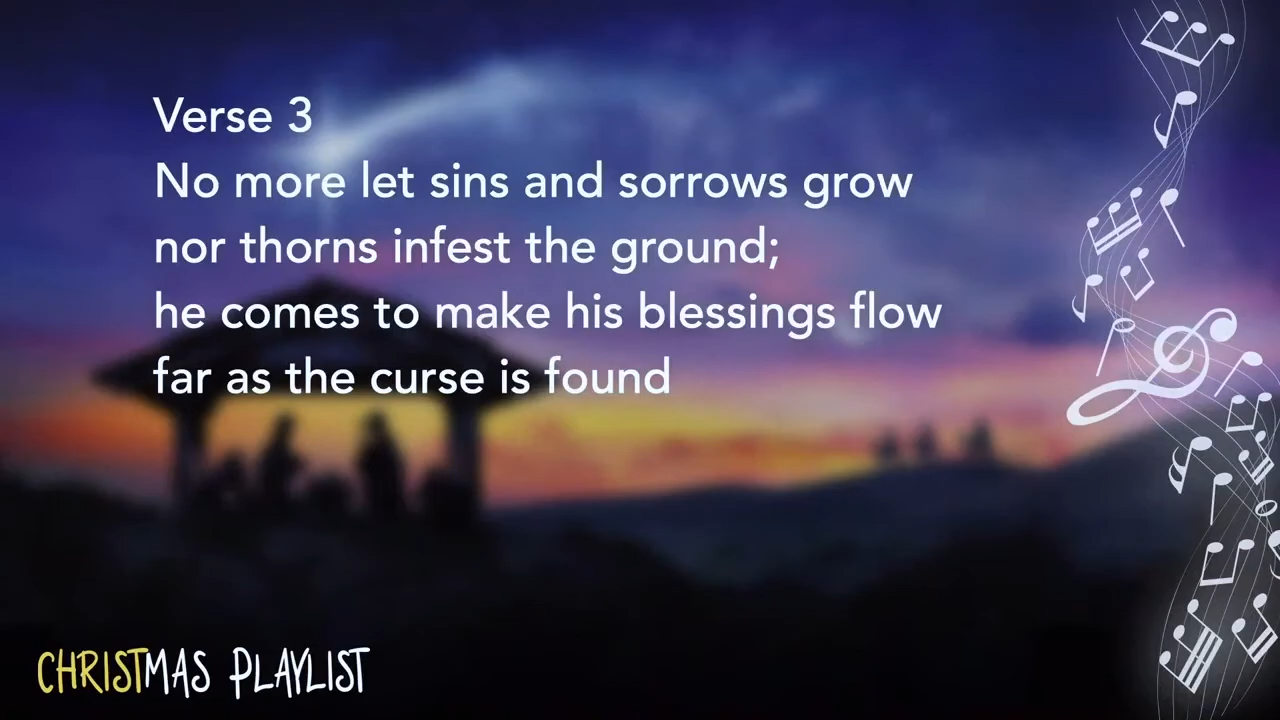 Verse 3
No more let sins and sorrows grow
nor thorns infest the ground;
he comes to make his blessings flow
far as the curse is found
CHRISTMAS PLAYLIST